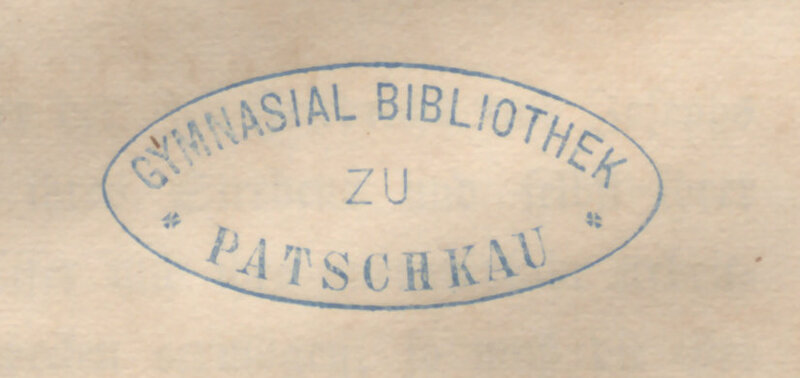 GYMNASIAL BIBLIOTHEK
ZU
PATSCHKAU